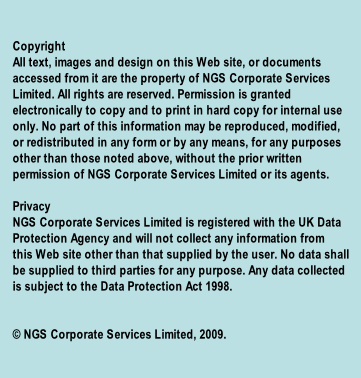 Copyright
All text, images and design on this Web site, or documents
accessed from it are the property of NGS Corporate Services
Limited. All rights are reserved. Permission is granted
electronically to copy and to print in hard copy for internal use
only. No part of this information may be reproduced, modified,
or redistributed in any form or by any means, for any purposes
other than those noted above, without the prior written
permission of NGS Corporate Services Limited or its agents.
Privacy
NGS Corporate Services Limited is registered with the UK Data
Protection Agency and will not collect any information from
this Web site other than that supplied by the user. No data shall
be supplied to third parties for any purpose. Any data collected
is subject to the Data Protection Act 1998.
© NGS Corporate Services Limited, 2009.